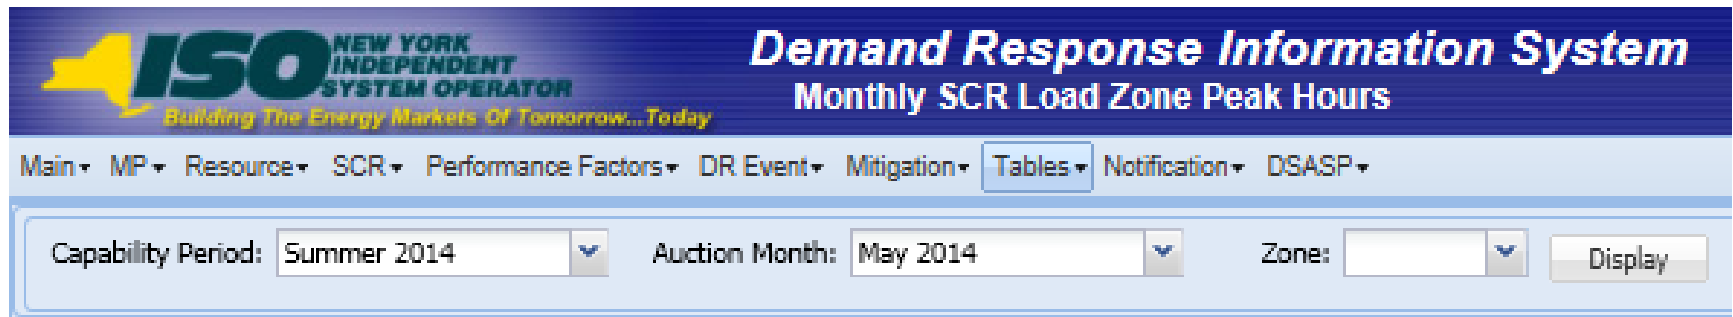 ISO
NEW YORK
INDEPENDENT
SYSTEM OPERATOR
Building The Energy Markets Of Tomorrow...Today
Demand Response Information System
Monthly SCR Load Zone Peak Hours
Main MP Resource SCR Performance Factors DR Event Mitigation Tables Notification DSASP
Capability Period: Summer 2014 Auction Month: May 2014 Zone: Display